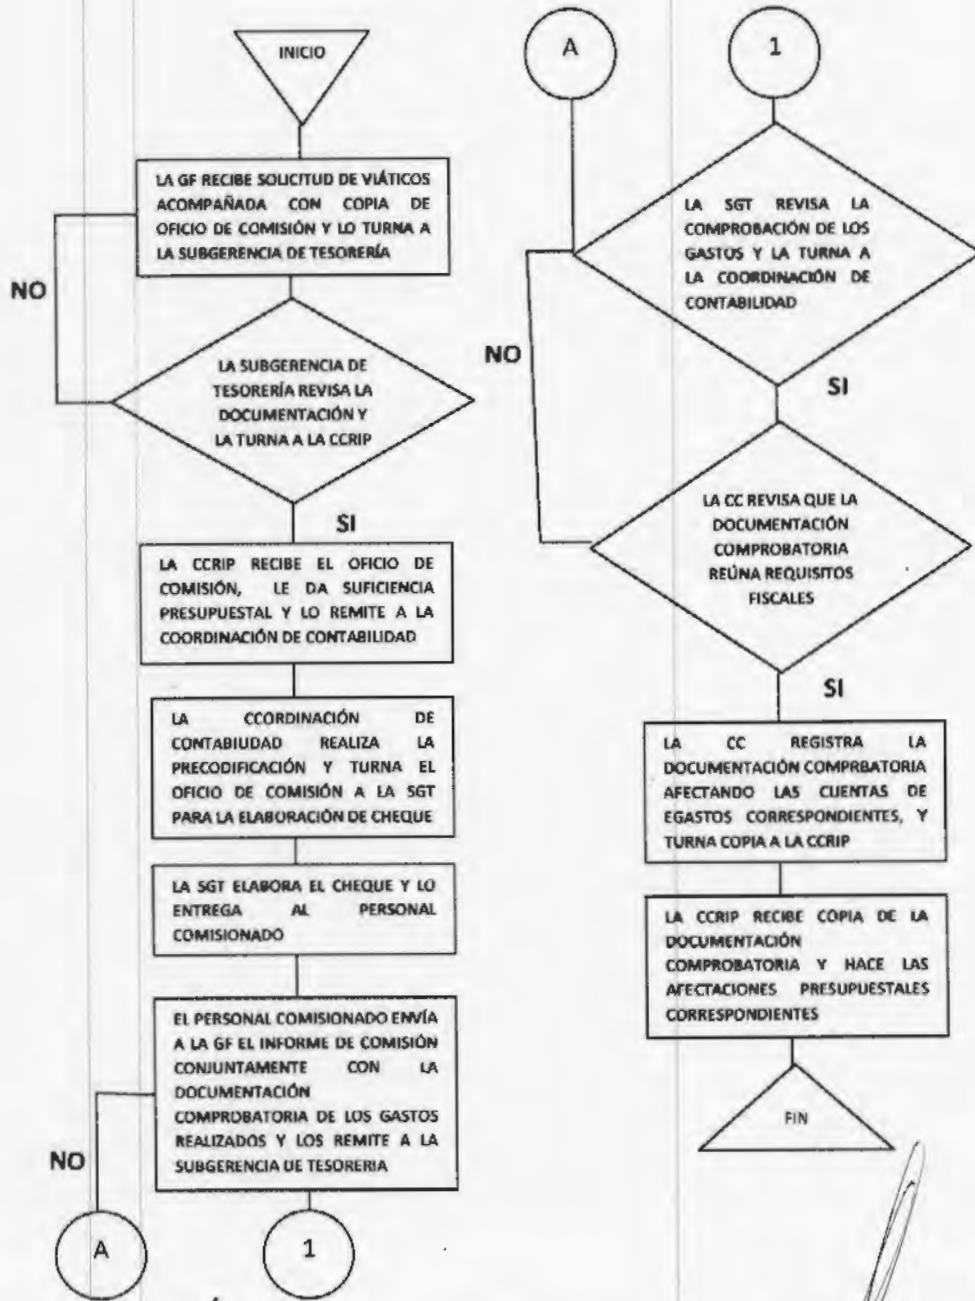 INICIO
LA GF RECIBE SOLICITUD DE VIÁTICOS
ACOMPAÑADA CON COPIA DE
OFICIO DE COMISIÓN Y LO TURNA A
LA SUBGERENCIA DE TESORERÍA
NO
LA SUBGERENCIA DE
TESORERÍA REVISA LA
DOCUMENTACIÓN Y
LA TURNA A LA CCRIP
SI
LA CCRIP RECIBE EL OFICIO DE
COMISIÓN, LE DA SUFICIENCIA
PRESUPUESTAL Y LO REMITE A LA
COORDINACIÓN DE CONTABILIDAD
LA CCORDINACIÓN DE
CONTABIUDAD REALIZA LA
PRECODIFICACIÓN Y TURNA EL
OFICIO DE COMISIÓN A LA SGT
PARA LA ELABORACIÓN DE CHEQUE
LA SGT ELABORA EL CHEQUE Y LO
ENTREGA AL PERSONAL
COMISIONADO
EL PERSONAL COMISIONADO ENVÍA
A LA GF EL INFORME DE COMISIÓN
CONJUNTAMENTE CON LA
DOCUMENTACIÓN
COMPROBATORIA DE LOS GASTOS
REALIZADOS Y LOS REMITE A LA
SUBGERENCIA DE TESORERIA
NO
A
1
A
1
LA SGT REVISA LA
COMPROBACIÓN DE LOS
GASTOS Y LA TURNA A
LA COORDINACIÓN DE
CONTABILIDAD
NO
SI
LA CC REVISA QUE LA
DOCUMENTACIÓN
COMPROBATORIA
REÚNA REQUISITOS
FISCALES
SI
LA CC REGISTRA LA
DOCUMENTACIÓN COMPRBATORIA
AFECTANDO LAS CUENTAS DE
EGASTOS CORRESPONDIENTES, Y
TURNA COPIA A LA CCRIP
LA CCRIP RECIBE COPIA DE LA
DOCUMENTACIÓN
COMPROBATORIA Y HACE LAS
AFECTACIONES PRESUPUESTALES
CORRESPONDIENTES
FIN